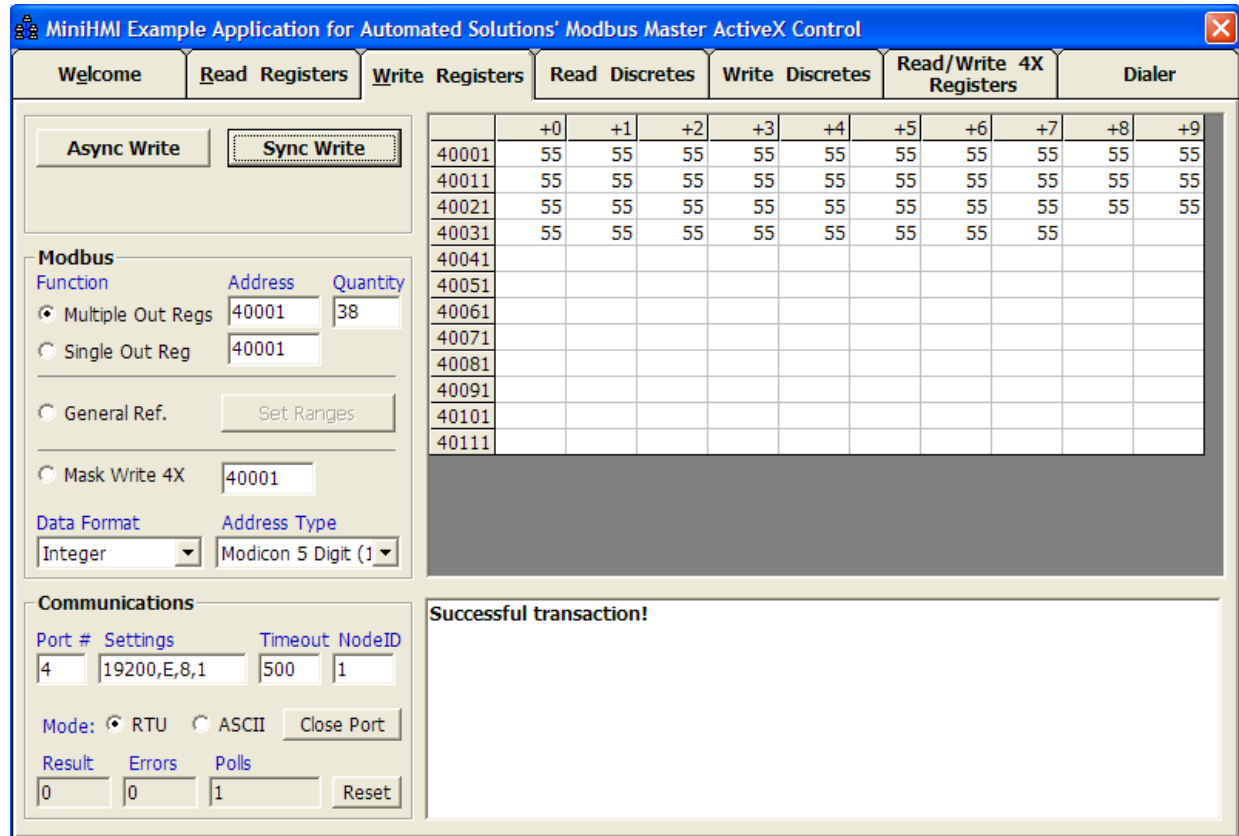 MiniHMI Example Application for Automated Solutions' Modbus Master ActiveX Control
Welcome Read Registers Write Registers Read Discretes Write Discretes Read/Write 4X Registers Dialer
Async Write Sync Write
Modbus
Function Address Quantity
Multiple Out Regs 40001 38
Single Out Reg 40001
General Ref. Set Ranges
Mask Write 4X 40001
Data Format Address Type
Integer Modicon 5 Digit (1
Communications
Port # Settings Timeout NodeID
4 19200,E,8,1 500 1
Mode: RTU ASCII Close Port
Result Errors Polls
0 0 1 Reset
+0 +1 +2 +3 +4 +5 +6 +7 +8 +9
40001 55 55 55 55 55 55 55 55 55 55
40011 55 55 55 55 55 55 55 55 55 55
40021 55 55 55 55 55 55 55 55 55 55
40031 55 55 55 55 55 55 55 55
40041
40051
40061
40071
40081
40091
40101
40111
Successful transaction!